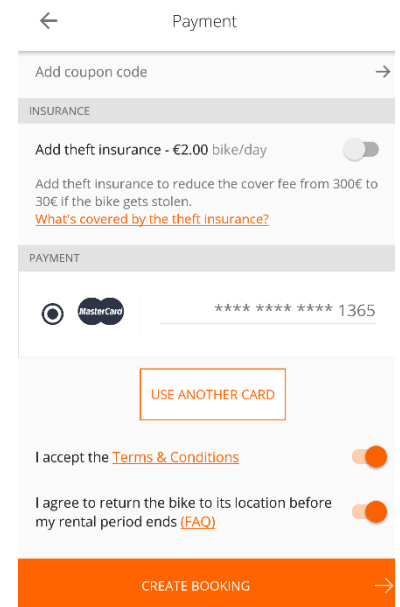 Payment
Add coupon code
INSURANCE
Add theft insurance - €2.00 bike/day
Add theft insurance to reduce the cover fee from 300€ to
30€ if the bike gets stolen.
What's covered by the theft insurance?
PAYMENT
MasterCard
**** **** **** 1365
USE ANOTHER CARD
I accept the Terms & Conditions
I agree to return the bike to its location before
my rental period ends (FAQ)
CREATE BOOKING